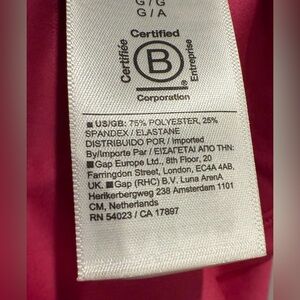 G / G
G / A
Certified
Certifiée
B
Entreprise
Corporation
■ US/GB: 75% POLYESTER, 25%
SPANDEX / ELASTANE
DISTRIBUIDO POR / Imported
By/Importe Par / ΕΙΣΑΓΕΤΑΙ ΑΠΟ ΤΗΝ:
■ Gap Europe Ltd., 8th Floor, 20
Farringdon Street, London, EC4A 4AB,
UK, ■ Gap (RHC) B.V. Luna ArenA
Herikerbergweg 238 Amsterdam 1101
CM, Netherlands
RN 54023 / CA 17897